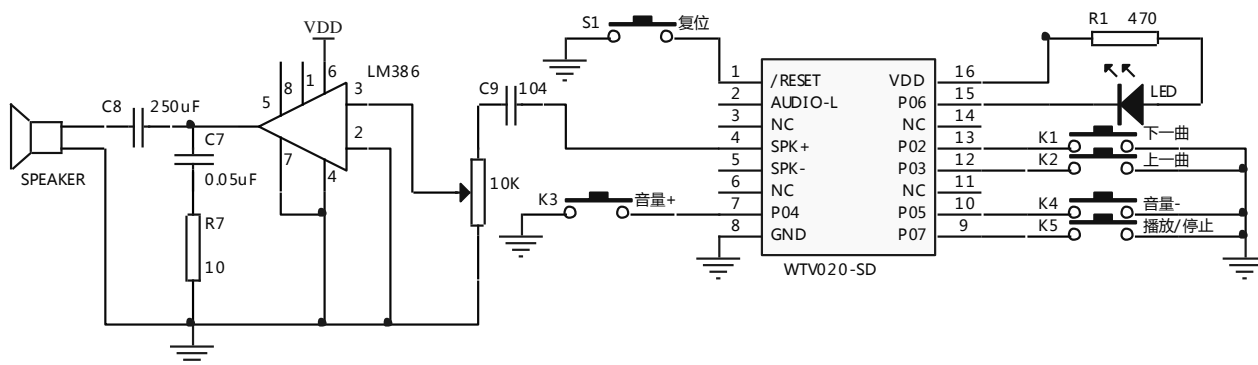 VDD
LM386
6
8
1
3
5
2
7
4
C8
250uF
C7
0.05uF
SPEAKER
R7
10
C9
104
10K
S1
复位
K3
音量+
1
/RESET
2
AUDIO-L
3
NC
4
SPK+
5
SPK-
6
NC
7
P04
8
GND
VDD
16
P06
15
NC
14
P02
13
P03
12
NC
11
P05
10
P07
9
WTV020-SD
R1
470
LED
K1
下一曲
K2
上一曲
K4
音量-
K5
播放/停止